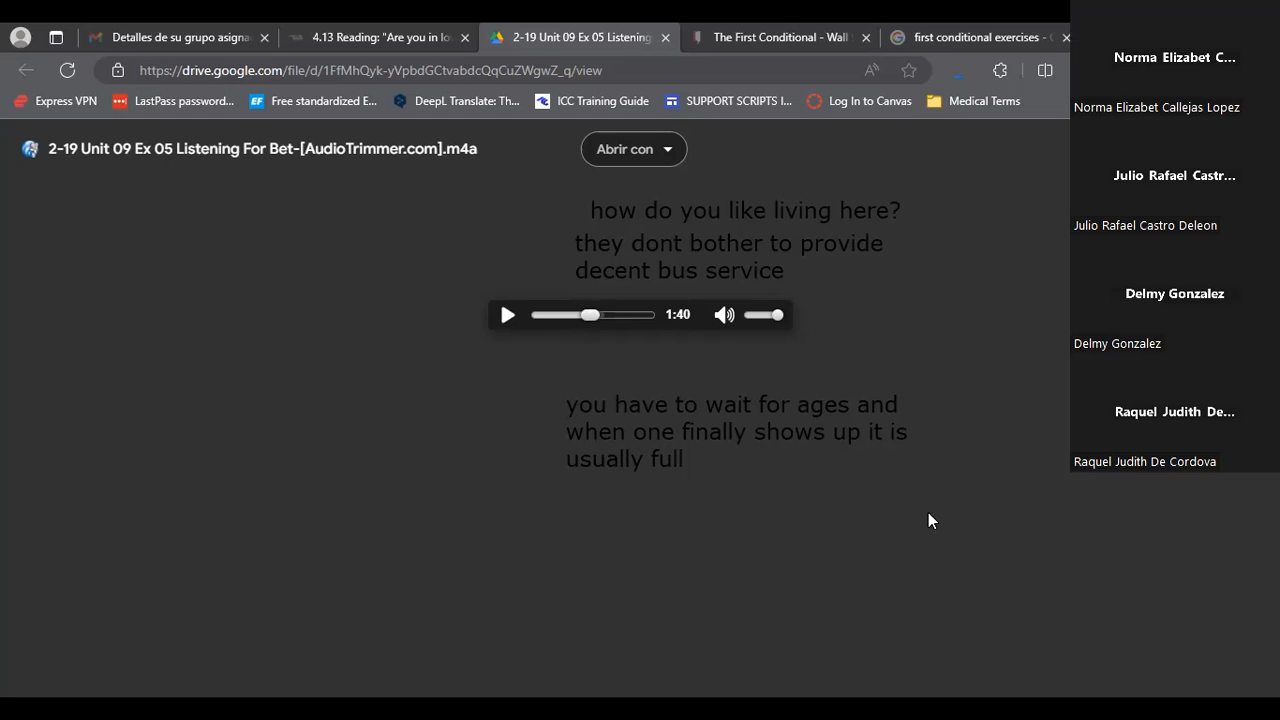 Detalles de su grupo asigna
4.13 Reading: "Are you in lo
2-19 Unit 09 Ex 05 Listening
The First Conditional - Wall
first conditional exercises -
https://drive.google.com/file/d/1FfMhQyk-yVpbdGCtvabdcQqCuZWgwZ_q/view
Express VPN
LastPass password...
Free standardized E...
DeepL Translate: Th...
ICC Training Guide
SUPPORT SCRIPTS I...
Log In to Canvas
Medical Terms
2-19 Unit 09 Ex 05 Listening For Bet-[AudioTrimmer.com].m4a
Abrir con
how do you like living here?
they dont bother to provide
decent bus service
1:40
you have to wait for ages and
when one finally shows up it is
usually full
Norma Elizabet C...
Norma Elizabet Callejas Lopez
Julio Rafael Castr...
Julio Rafael Castro Deleon
Delmy Gonzalez
Delmy Gonzalez
Raquel Judith De...
Raquel Judith De Cordova